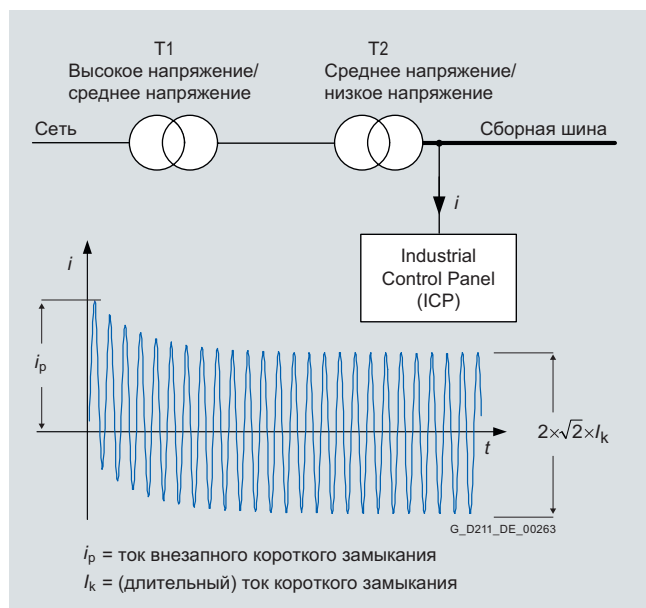 T1
Высокое напряжение/
среднее напряжение
T2
Среднее напряжение/
низкое напряжение
Сеть
Сборная шина
i
Industrial
Control Panel
(ICP)
i
iₚ
t
2×√2×Iₖ
G_D211_DE_00263
iₚ = ток внезапного короткого замыкания
Iₖ = (длительный) ток короткого замыкания